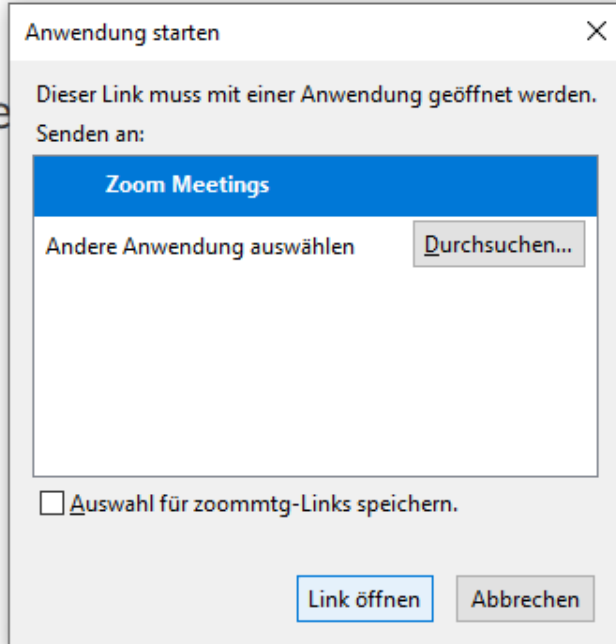 Anwendung starten
Dieser Link muss mit einer Anwendung geöffnet werden.
Senden an:
Zoom Meetings
Andere Anwendung auswählen
Durchsuchen...
Auswahl für zoommtg-Links speichern.
Link öffnen
Abbrechen